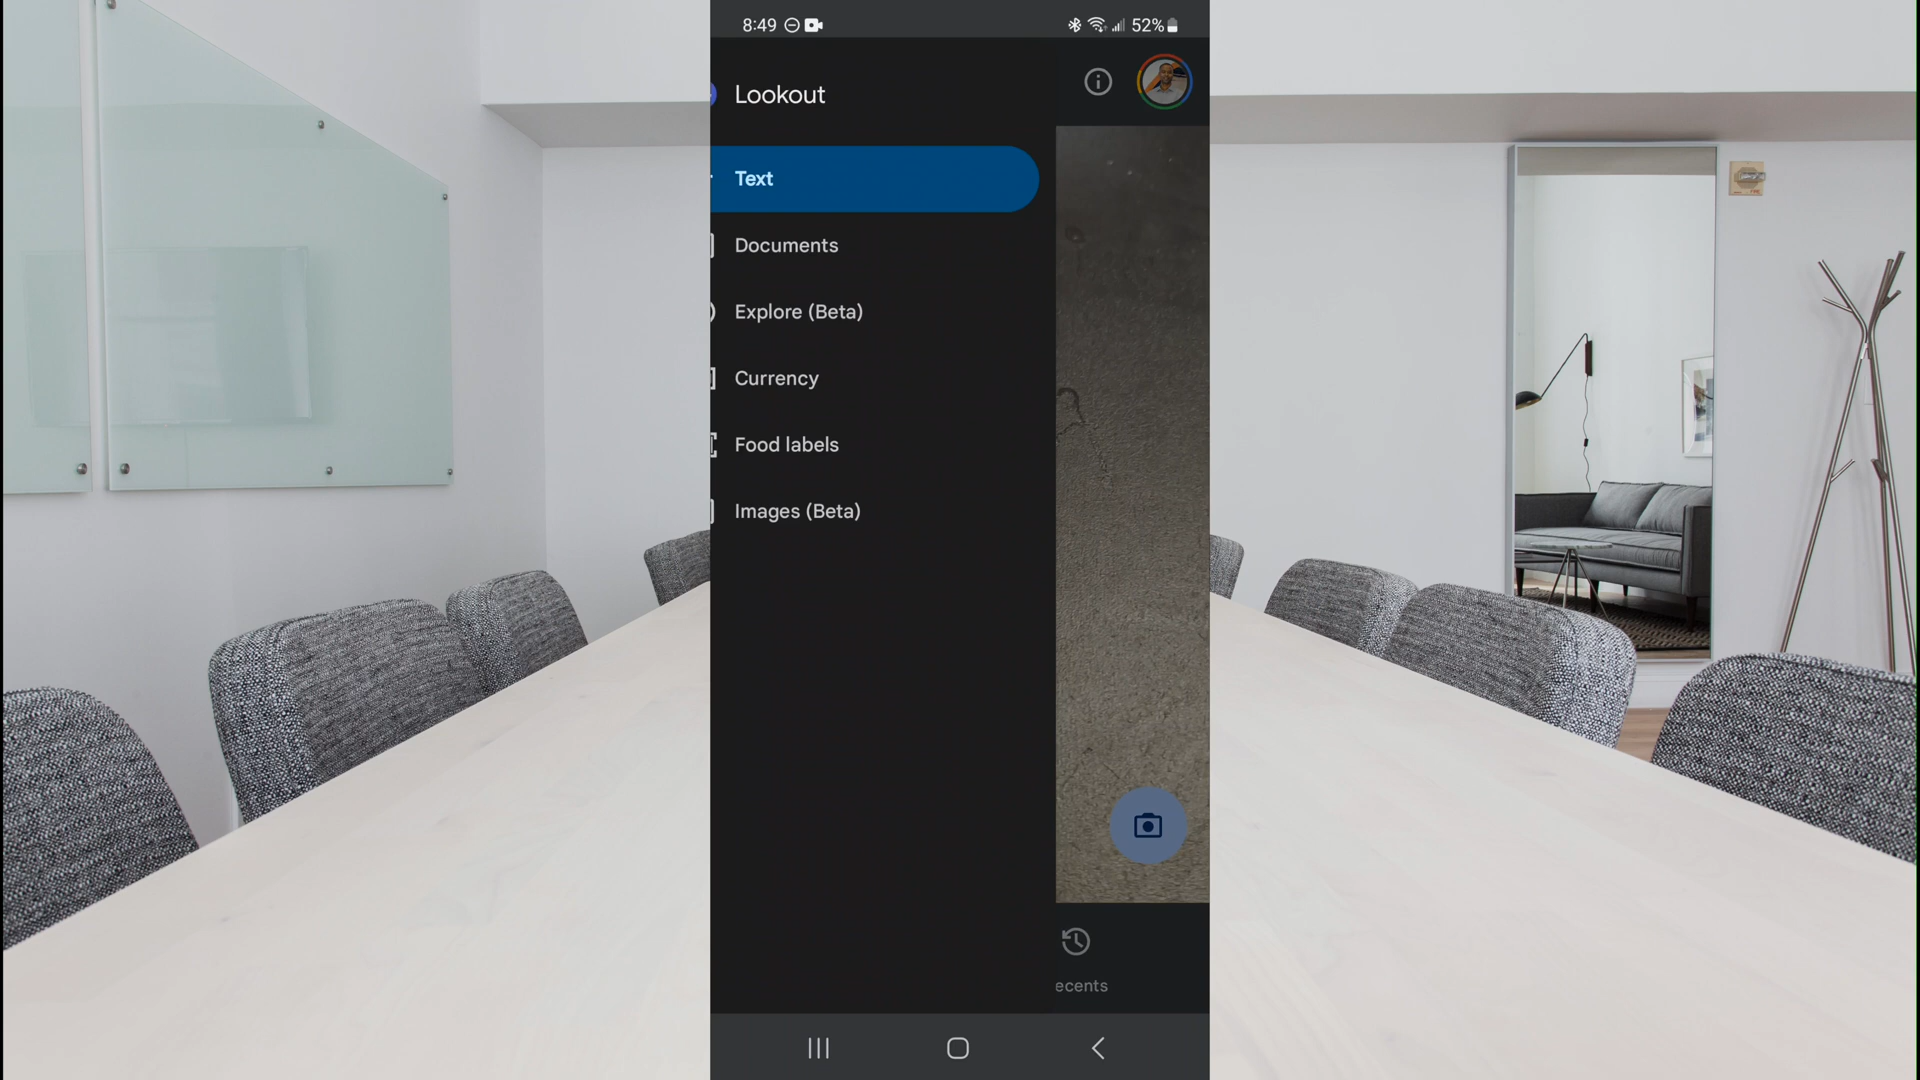 8:49
52%
Lookout
Text
Documents
Explore (Beta)
Currency
Food labels
Images (Beta)
ecents